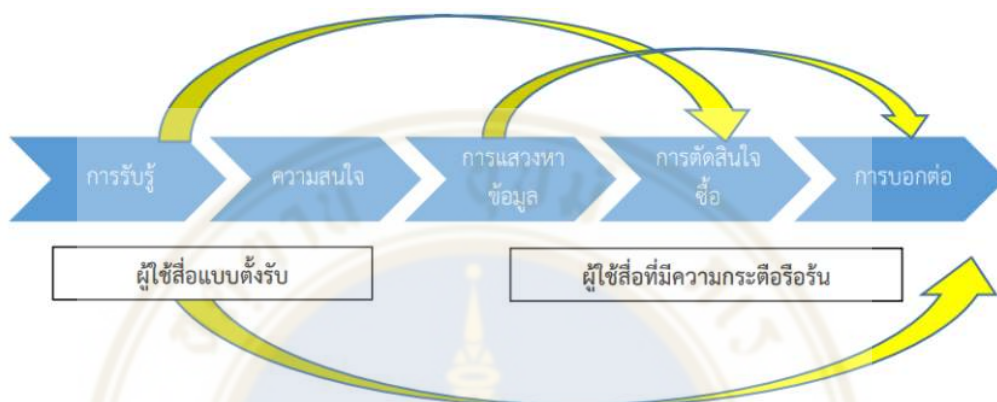 การรับรู้
ความสนใจ
การแสวงหา
ข้อมูล
การตัดสินใจ
ซื้อ
การบอกต่อ
ผู้ใช้สื่อแบบตั้งรับ
ผู้ใช้สื่อที่มีความกระตือรือร้น